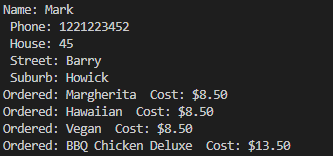 Name: Mark
Phone: 1221223452
House: 45
Street: Barry
Suburb: Howick
Ordered: Margherita  Cost: $8.50
Ordered: Hawaiian  Cost: $8.50
Ordered: Vegan  Cost: $8.50
Ordered: BBQ Chicken Deluxe  Cost: $13.50